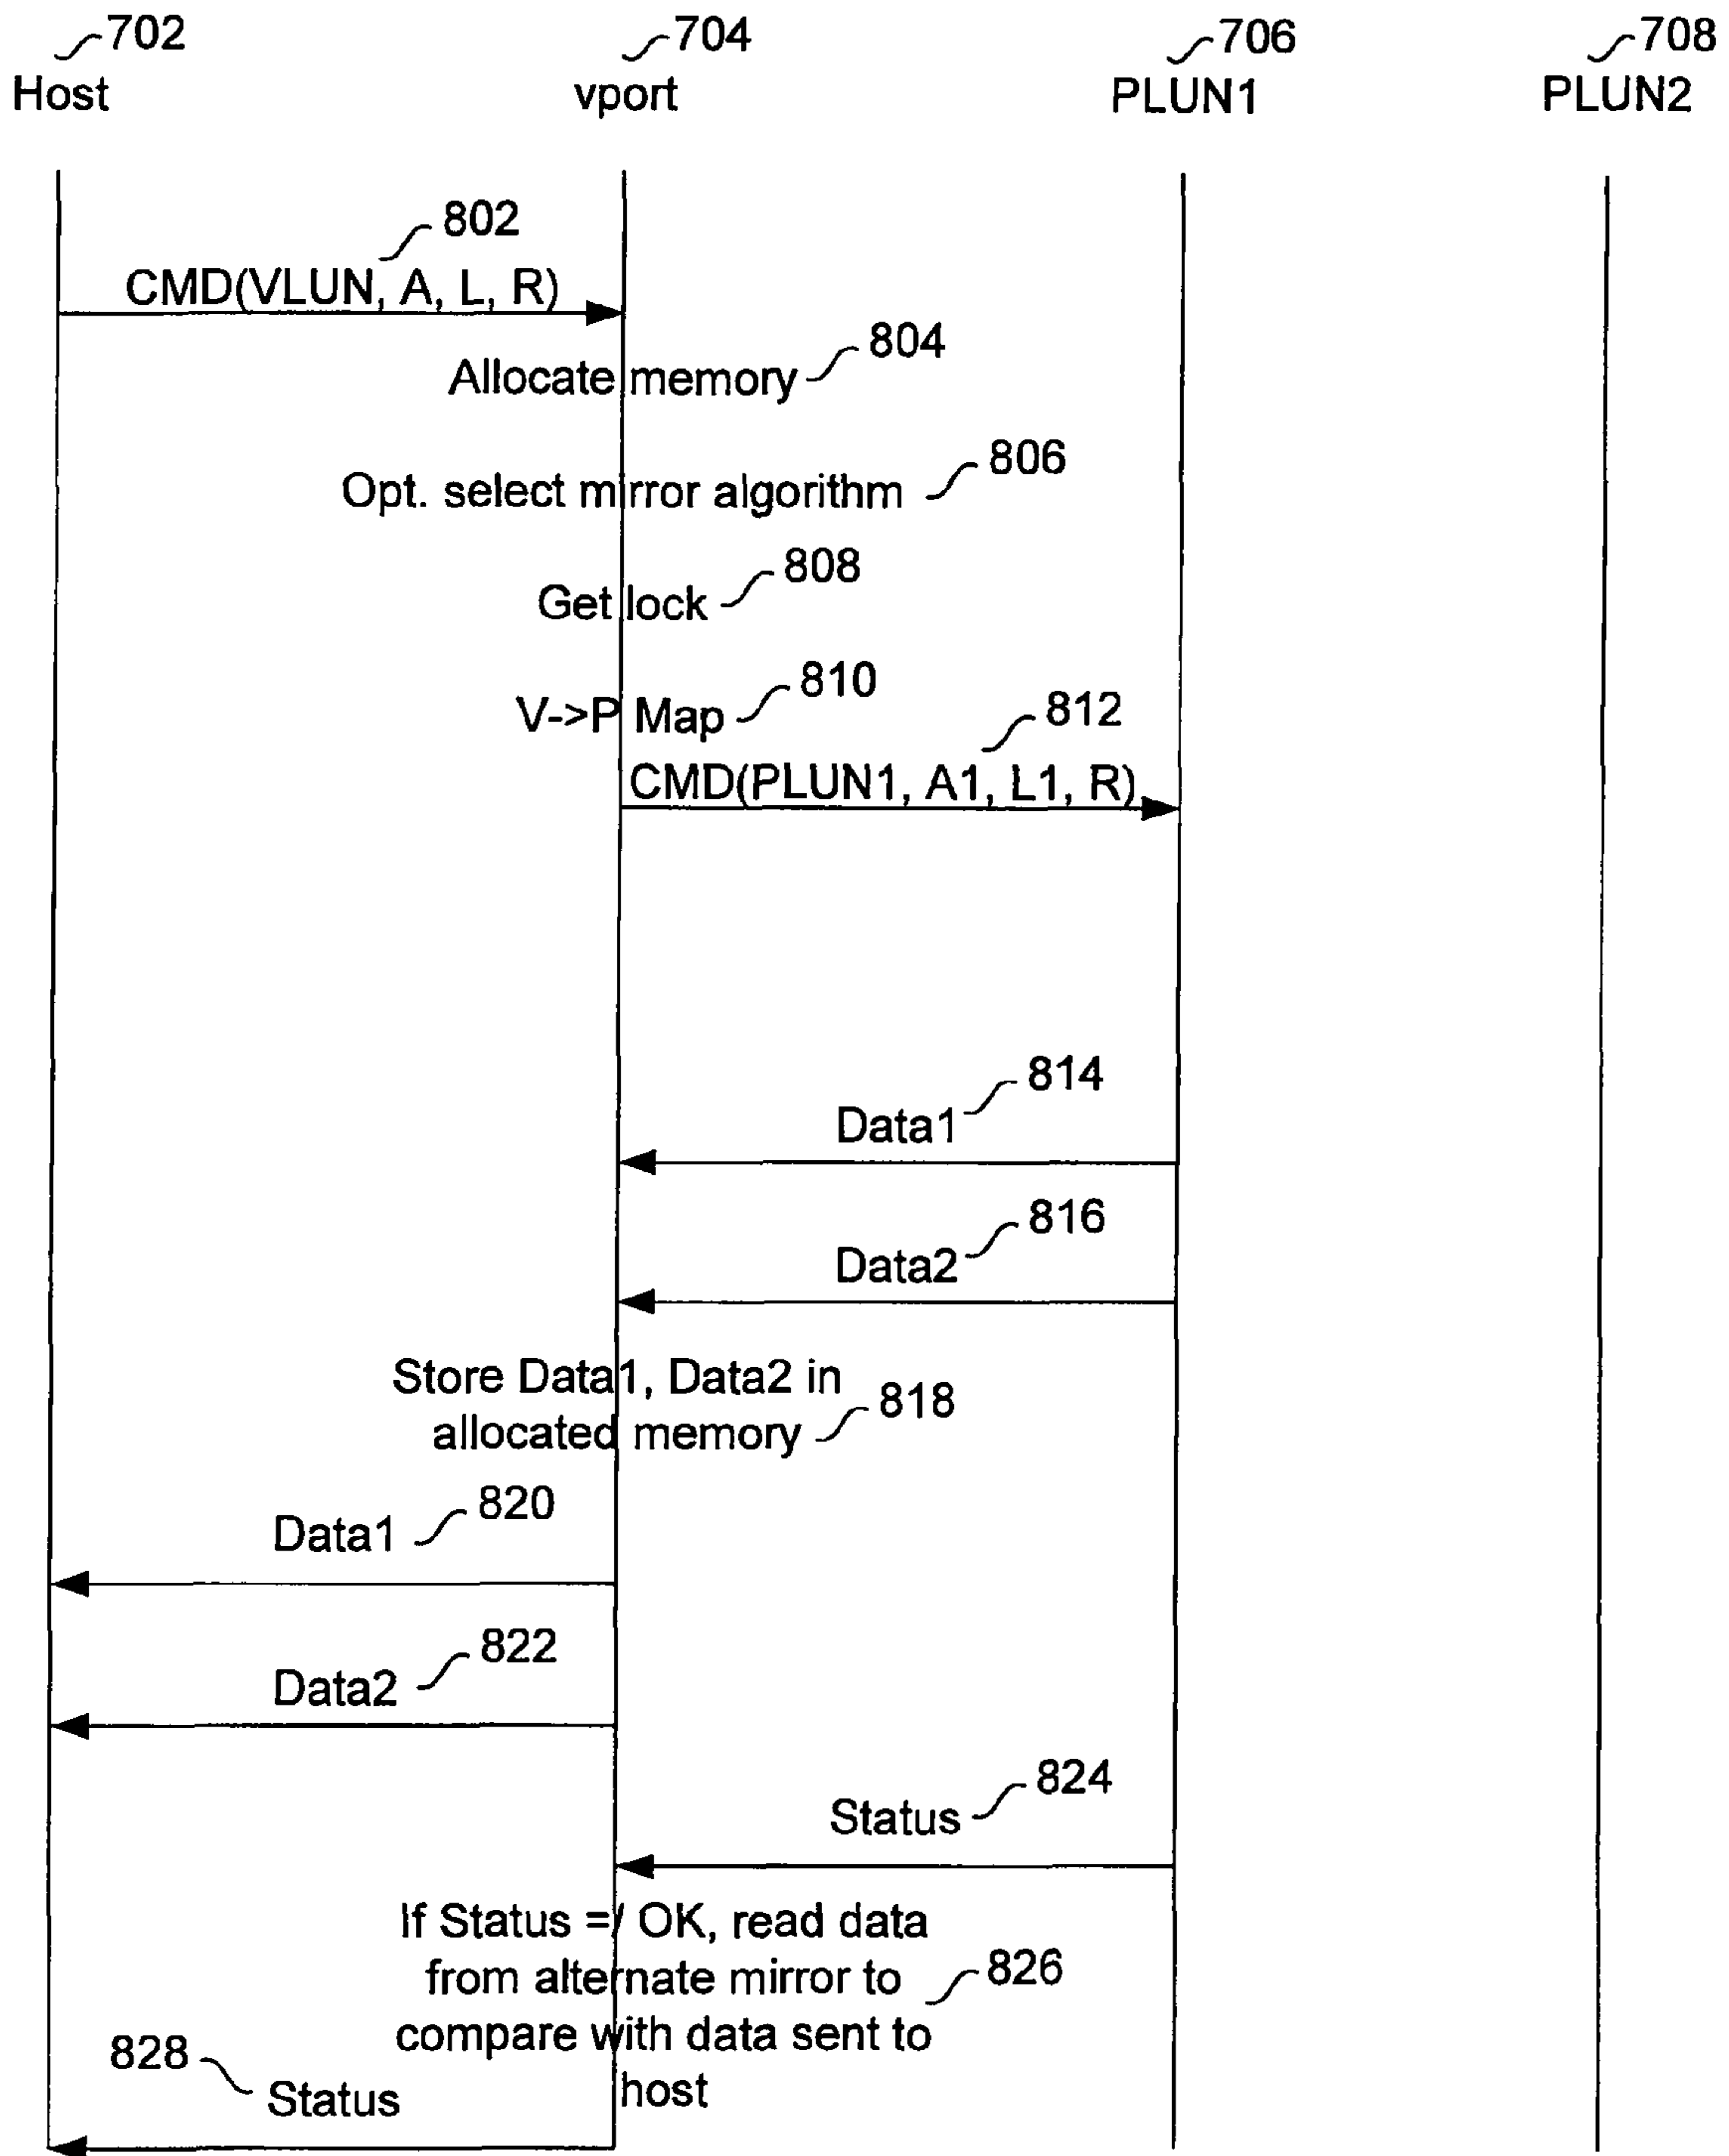 702
704
706
708
Host
vport
PLUN1
PLUN2
802
CMD(VLUN, A, L, R)
804
Allocate memory
806
Opt. select mirror algorithm
808
Get lock
810
V->P Map
812
CMD(PLUN1, A1, L1, R)
814
Data1
816
Data2
Store Data1, Data2 in
allocated memory
818
820
Data1
822
Data2
824
Status
If Status =/ OK, read data
from alternate mirror to
826
compare with data sent to
host
828
Status